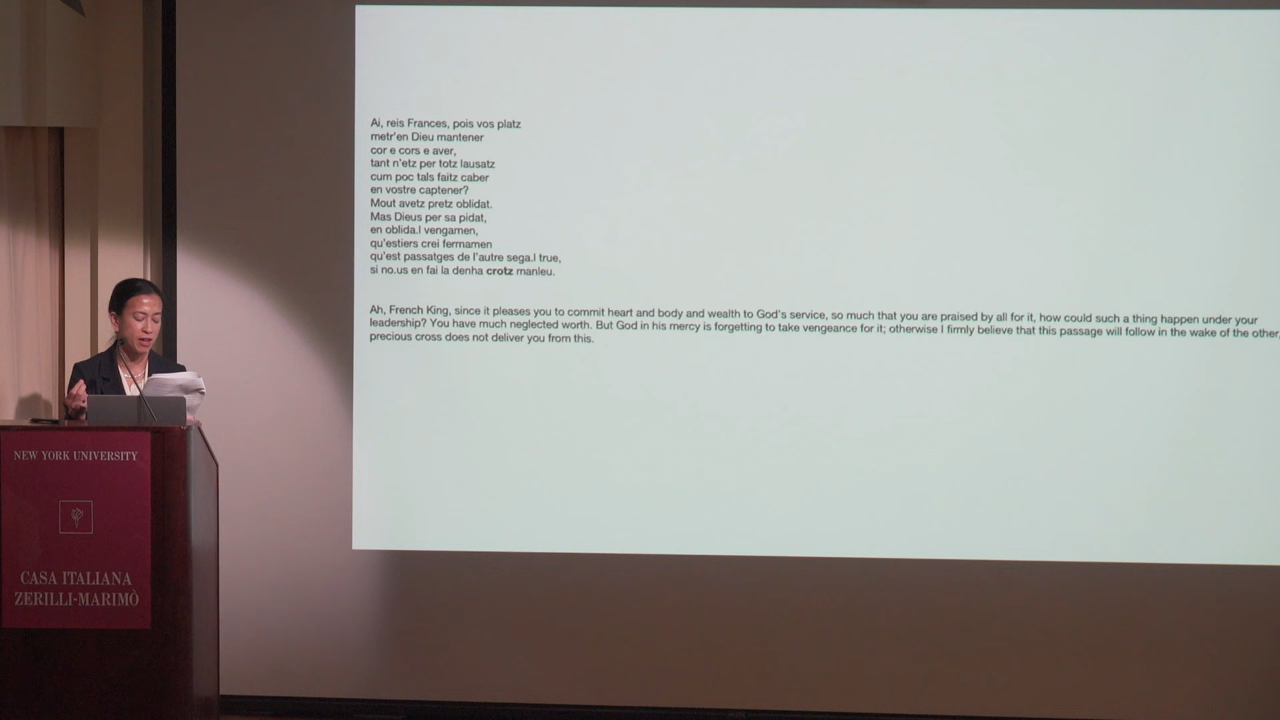 Ai, reis Frances, pois vos platz
metr'en Dieu mantener
cor e cors e aver,
tant n'etz per totz lausatz
cum poc tals faitz caber
en vostre captener?
Mout avetz pretz oblidat.
Mas Dieus per sa pidat,
en oblida.l vengamen,
qu'estiers crei fermamen
qu'est passatges de l'autre sega.l true,
si no.us en fai la denha crotz manleu.
Ah, French King, since it pleases you to commit heart and body and wealth to God's service, so much that you are praised by all for it, how could such a thing happen under your
leadership? You have much neglected worth. But God in his mercy is forgetting to take vengeance for it; otherwise I firmly believe that this passage will follow in the wake of the other,
precious cross does not deliver you from this.
NEW YORK UNIVERSITY
CASA ITALIANA
ZERILLI-MARIMÒ